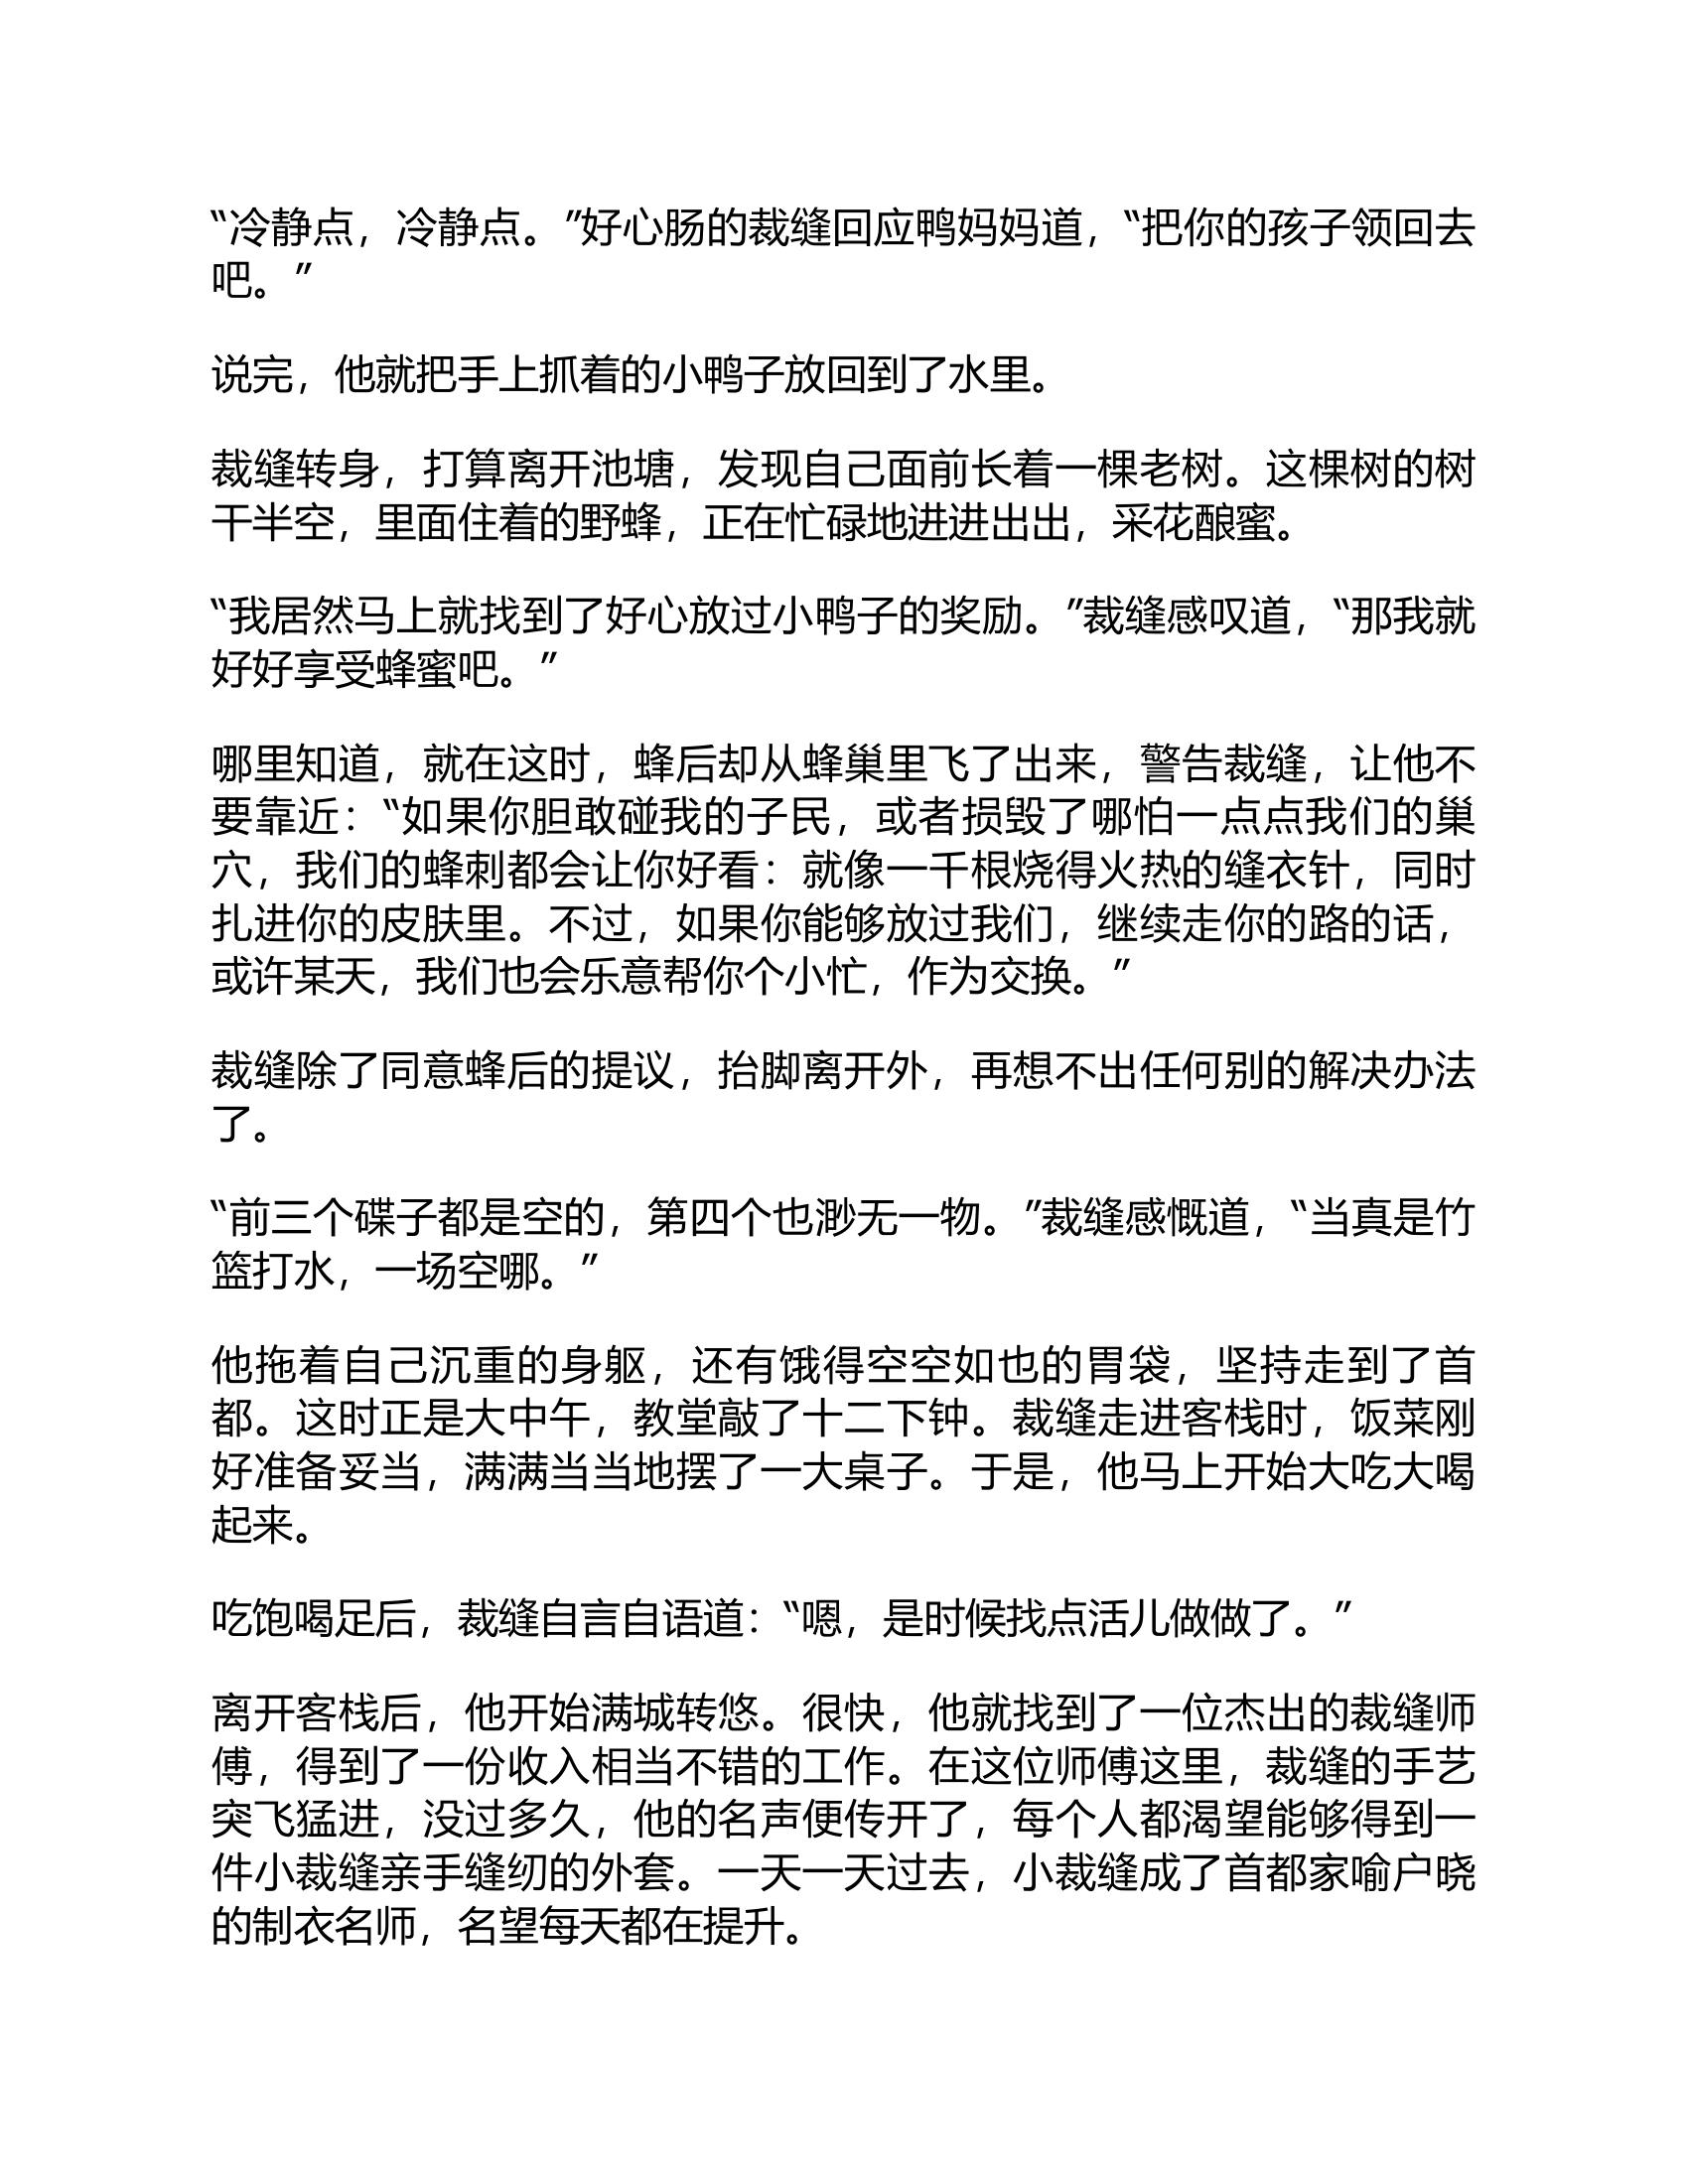 “冷静点，冷静点。”好心肠的裁缝回应鸭妈妈道，“把你的孩子领回去
吧。”
说完，他就把手上抓着的小鸭子放回到了水里。
裁缝转身，打算离开池塘，发现自己面前长着一棵老树。这棵树的树
干半空，里面住着的野蜂，正在忙碌地进进出出，采花酿蜜。
“我居然马上就找到了好心放过小鸭子的奖励。”裁缝感叹道，“那我就
好好享受蜂蜜吧。”
哪里知道，就在这时，蜂后却从蜂巢里飞了出来，警告裁缝，让他不
要靠近：“如果你胆敢碰我的子民，或者损毁了哪怕一点点我们的巢
穴，我们的蜂刺都会让你好看：就像一千根烧得火热的缝衣针，同时
扎进你的皮肤里。不过，如果你能够放过我们，继续走你的路的话，
或许某天，我们也会乐意帮你个小忙，作为交换。”
裁缝除了同意蜂后的提议，抬脚离开外，再想不出任何别的解决办法
了。
“前三个碟子都是空的，第四个也渺无一物。”裁缝感慨道，“当真是竹
篮打水，一场空哪。”
他拖着自己沉重的身躯，还有饿得空空如也的胃袋，坚持走到了首
都。这时正是大中午，教堂敲了十二下钟。裁缝走进客栈时，饭菜刚
好准备妥当，满满当当地摆了一大桌子。于是，他马上开始大吃大喝
起来。
吃饱喝足后，裁缝自言自语道：“嗯，是时候找点活儿做做了。”
离开客栈后，他开始满城转悠。很快，他就找到了一位杰出的裁缝师
傅，得到了一份收入相当不错的工作。在这位师傅这里，裁缝的手艺
突飞猛进，没过多久，他的名声便传开了，每个人都渴望能够得到一
件小裁缝亲手缝纫的外套。一天一天过去，小裁缝成了首都家喻户晓
的制衣名师，名望每天都在提升。